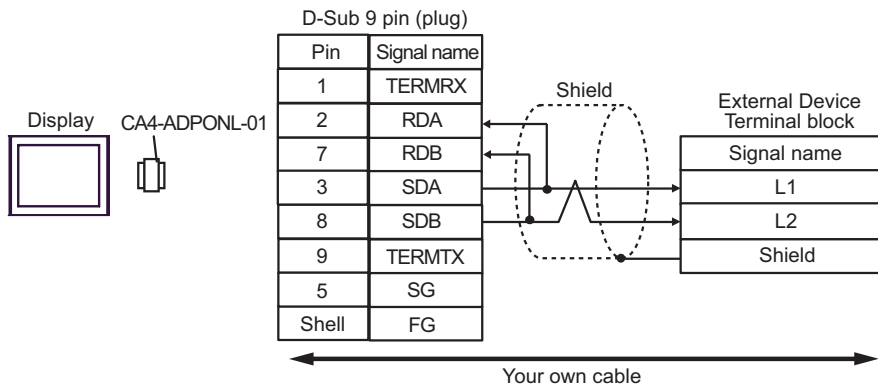 D-Sub 9 pin (plug)
Pin Signal name
1 TERMRX
2 RDA
7 RDB
3 SDA
8 SDB
9 TERMTX
5 SG
Shell FG
Display
CA4-ADPONL-01
Shield
External Device
Terminal block
Signal name
L1
L2
Shield
Your own cable